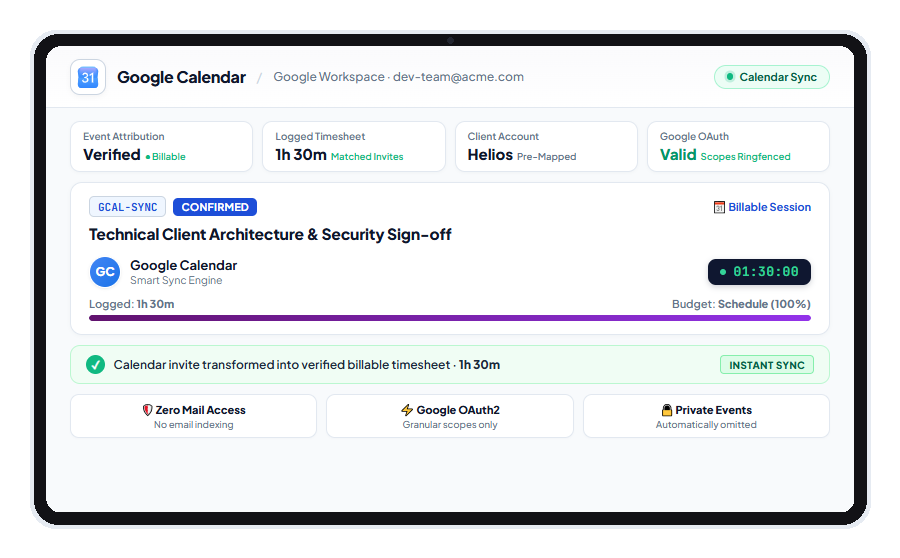 31 Google Calendar / Google Workspace · dev-team@acme.com Calendar Sync
Event Attribution
Verified Billable
Logged Timesheet
1h 30m Matched Invites
Client Account
Helios Pre-Mapped
Google OAuth
Valid Scopes Ringfenced
GCAL-SYNC CONFIRMED Billable Session
Technical Client Architecture & Security Sign-off
GC Google Calendar
Smart Sync Engine
01:30:00
Logged: 1h 30m Budget: Schedule (100%)
Calendar invite transformed into verified billable timesheet · 1h 30m INSTANT SYNC
Zero Mail Access
No email indexing
Google OAuth2
Granular scopes only
Private Events
Automatically omitted